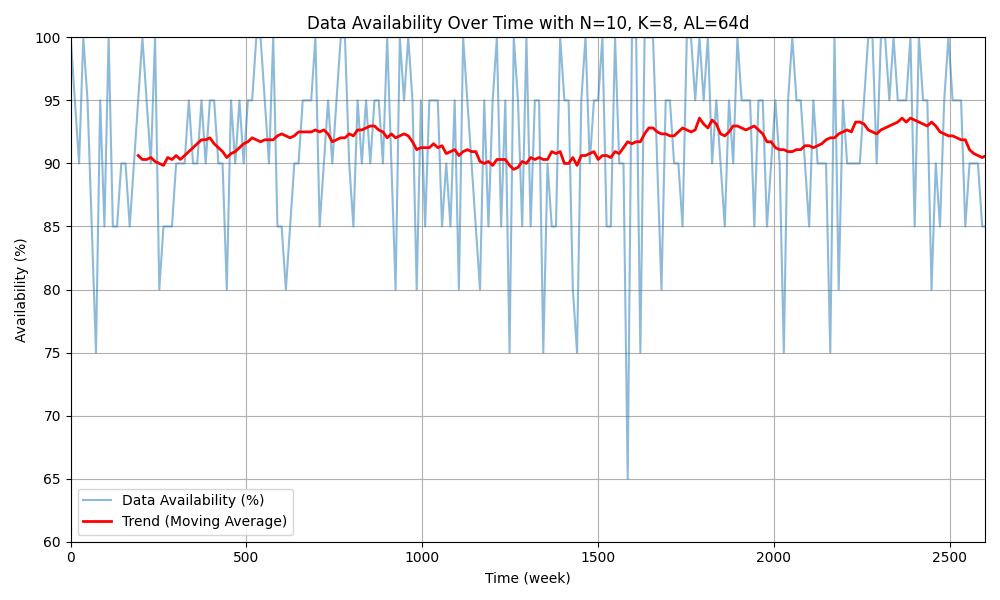 Data Availability Over Time with N=10, K=8, AL=64d
Availability (%)
100
95
90
85
80
75
70
65
60
Data Availability (%)
Trend (Moving Average)
0 500 1000 1500 2000 2500
Time (week)